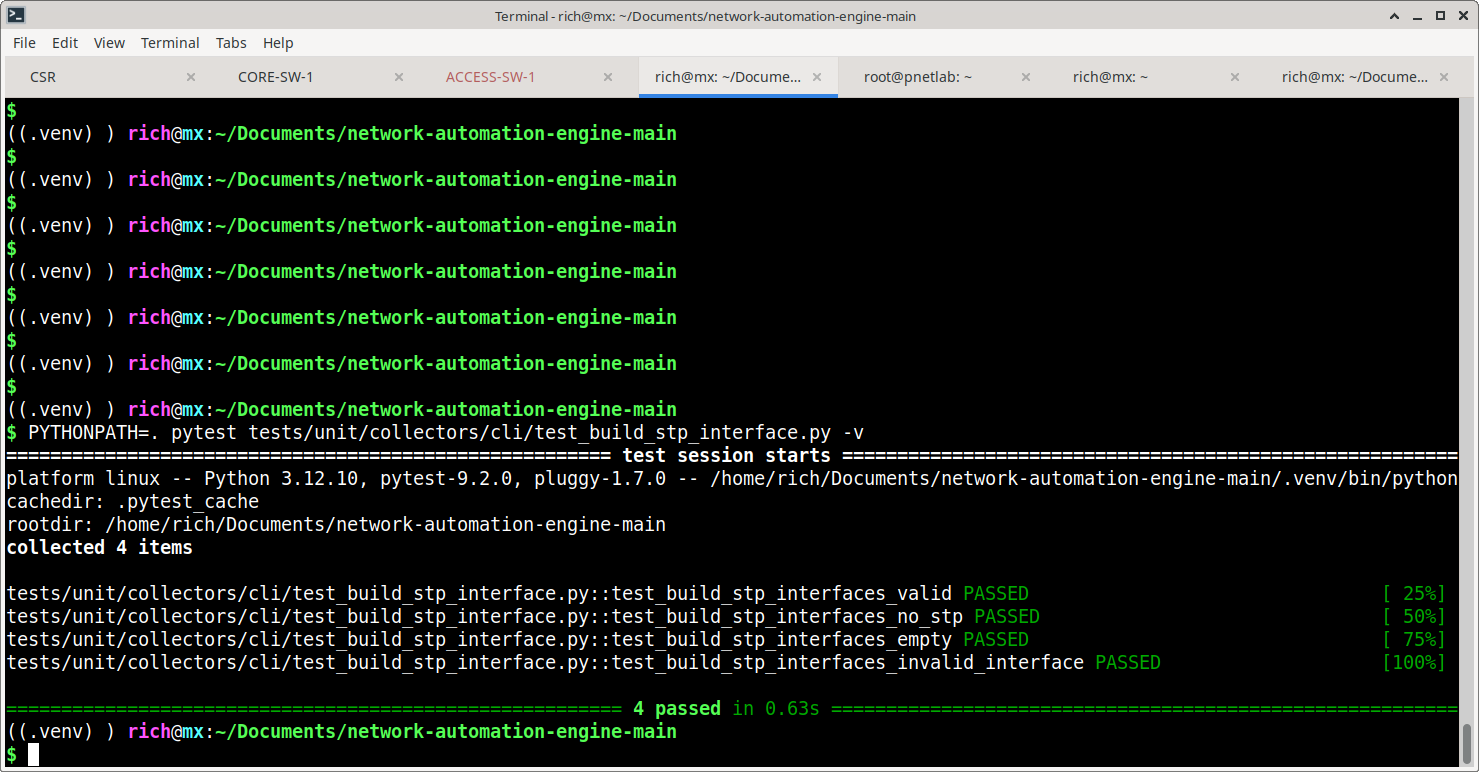 Terminal - rich@mx: ~/Documents/network-automation-engine-main
File Edit View Terminal Tabs Help
CSR CORE-SW-1 ACCESS-SW-1 rich@mx: ~/Docume... root@pnetlab: ~ rich@mx: ~ rich@mx: ~/Docume...
$
((.venv) ) rich@mx:~/Documents/network-automation-engine-main
$
((.venv) ) rich@mx:~/Documents/network-automation-engine-main
$
((.venv) ) rich@mx:~/Documents/network-automation-engine-main
$
((.venv) ) rich@mx:~/Documents/network-automation-engine-main
$
((.venv) ) rich@mx:~/Documents/network-automation-engine-main
$
((.venv) ) rich@mx:~/Documents/network-automation-engine-main
$
((.venv) ) rich@mx:~/Documents/network-automation-engine-main
$ PYTHONPATH=. pytest tests/unit/collectors/cli/test_build_stp_interface.py -v
======================================================= test session starts ========================================================
platform linux -- Python 3.12.10, pytest-9.2.0, pluggy-1.7.0 -- /home/rich/Documents/network-automation-engine-main/.venv/bin/python
cachedir: .pytest_cache
rootdir: /home/rich/Documents/network-automation-engine-main
collected 4 items
tests/unit/collectors/cli/test_build_stp_interface.py::test_build_stp_interfaces_valid PASSED [ 25%]
tests/unit/collectors/cli/test_build_stp_interface.py::test_build_stp_interfaces_no_stp PASSED [ 50%]
tests/unit/collectors/cli/test_build_stp_interface.py::test_build_stp_interfaces_empty PASSED [ 75%]
tests/unit/collectors/cli/test_build_stp_interface.py::test_build_stp_interfaces_invalid_interface PASSED [100%]
======================================================== 4 passed in 0.63s =========================================================
((.venv) ) rich@mx:~/Documents/network-automation-engine-main
$